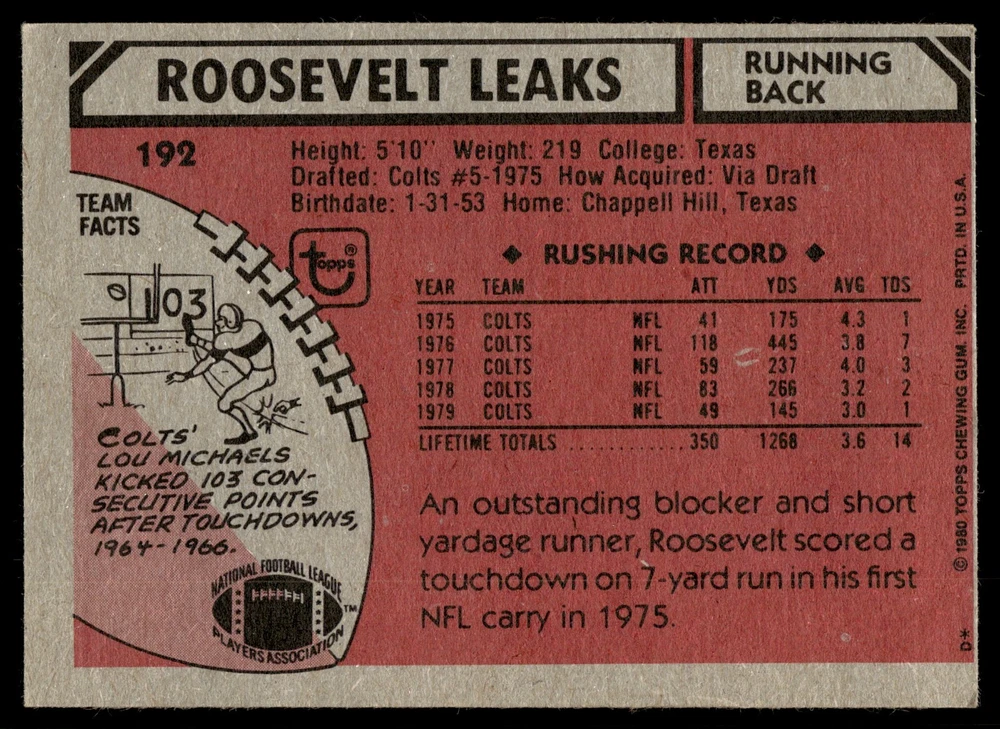 ROOSEVELT LEAKS
RUNNING
BACK
192
Height: 5'10" Weight: 219 College: Texas
Drafted: Colts #5-1975 How Acquired: Via Draft
Birthdate: 1-31-53 Home: Chappell Hill, Texas
TEAM
FACTS
103
COLTS'
LOU MICHAELS
KICKED 103 CON-
SECUTIVE POINTS
AFTER TOUCHDOWNS,
1964-1966.
NATIONAL FOOTBALL LEAGUE
PLAYERS ASSOCIATION
TM
topps®
◆ RUSHING RECORD ◆
YEAR TEAM ATT YDS AVG TDS
1975 COLTS NFL 41 175 4.3 1
1976 COLTS NFL 118 445 3.8 7
1977 COLTS NFL 59 237 4.0 3
1978 COLTS NFL 83 266 3.2 2
1979 COLTS NFL 49 145 3.0 1
LIFETIME TOTALS ............. 350 1268 3.6 14
An outstanding blocker and short
yardage runner, Roosevelt scored a
touchdown on 7-yard run in his first
NFL carry in 1975.
© 1980 TOPPS CHEWING GUM, INC. PRTD. IN U.S.A.
D*